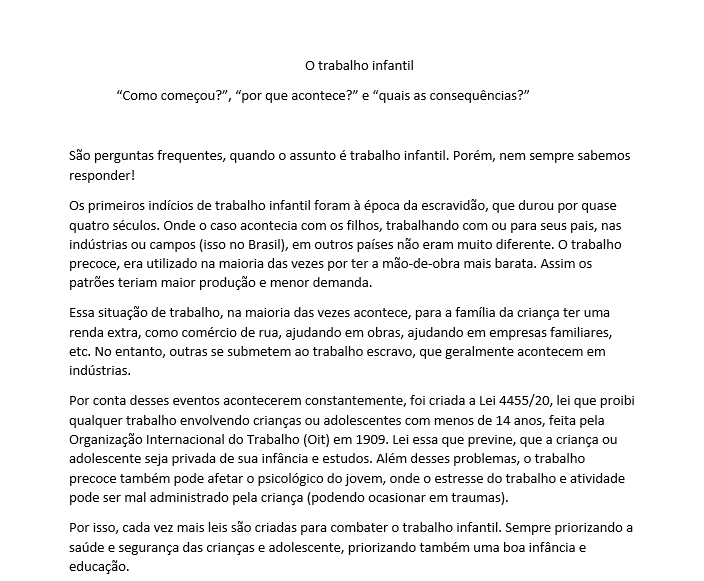 O trabalho infantil
“Como começou?”, “por que acontece?” e “quais as consequências?”
São perguntas frequentes, quando o assunto é trabalho infantil. Porém, nem sempre sabemos
responder!
Os primeiros indícios de trabalho infantil foram à época da escravidão, que durou por quase
quatro séculos. Onde o caso acontecia com os filhos, trabalhando com ou para seus pais, nas
indústrias ou campos (isso no Brasil), em outros países não eram muito diferente. O trabalho
precoce, era utilizado na maioria das vezes por ter a mão-de-obra mais barata. Assim os
patrões teriam maior produção e menor demanda.
Essa situação de trabalho, na maioria das vezes acontece, para a família da criança ter uma
renda extra, como comércio de rua, ajudando em obras, ajudando em empresas familiares,
etc. No entanto, outras se submetem ao trabalho escravo, que geralmente acontecem em
indústrias.
Por conta desses eventos acontecerem constantemente, foi criada a Lei 4455/20, lei que proibi
qualquer trabalho envolvendo crianças ou adolescentes com menos de 14 anos, feita pela
Organização Internacional do Trabalho (Oit) em 1909. Lei essa que previne, que a criança ou
adolescente seja privada de sua infância e estudos. Além desses problemas, o trabalho
precoce também pode afetar o psicológico do jovem, onde o estresse do trabalho e atividade
pode ser mal administrado pela criança (podendo ocasionar em traumas).
Por isso, cada vez mais leis são criadas para combater o trabalho infantil. Sempre priorizando a
saúde e segurança das crianças e adolescente, priorizando também uma boa infância e
educação.